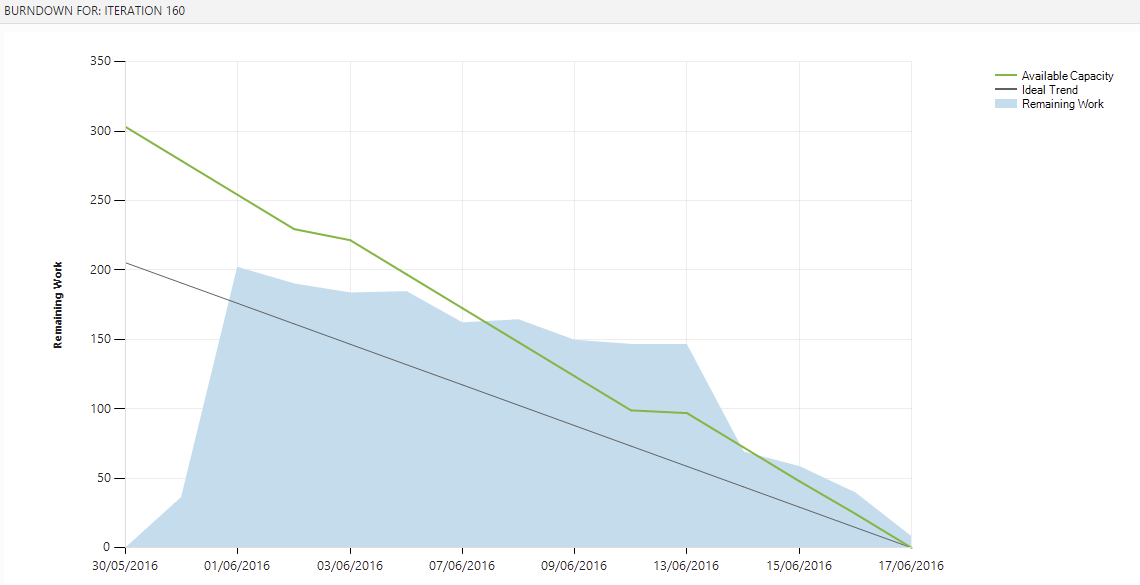 BURNDOWN FOR: ITERATION 160
350
300
250
200
150
100
50
0
Remaining Work
30/05/2016 01/06/2016 03/06/2016 07/06/2016 09/06/2016 13/06/2016 15/06/2016 17/06/2016
Available Capacity
Ideal Trend
Remaining Work